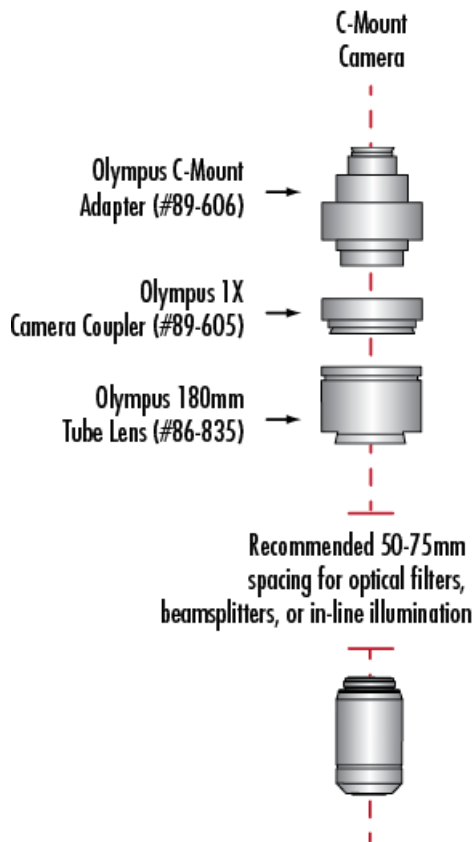 C-Mount
Camera
Olympus C-Mount
Adapter (#89-606)
Olympus 1X
Camera Coupler (#89-605)
Olympus 180mm
Tube Lens (#86-835)
Recommended 50-75mm
spacing for optical filters,
beamsplitters, or in-line illumination